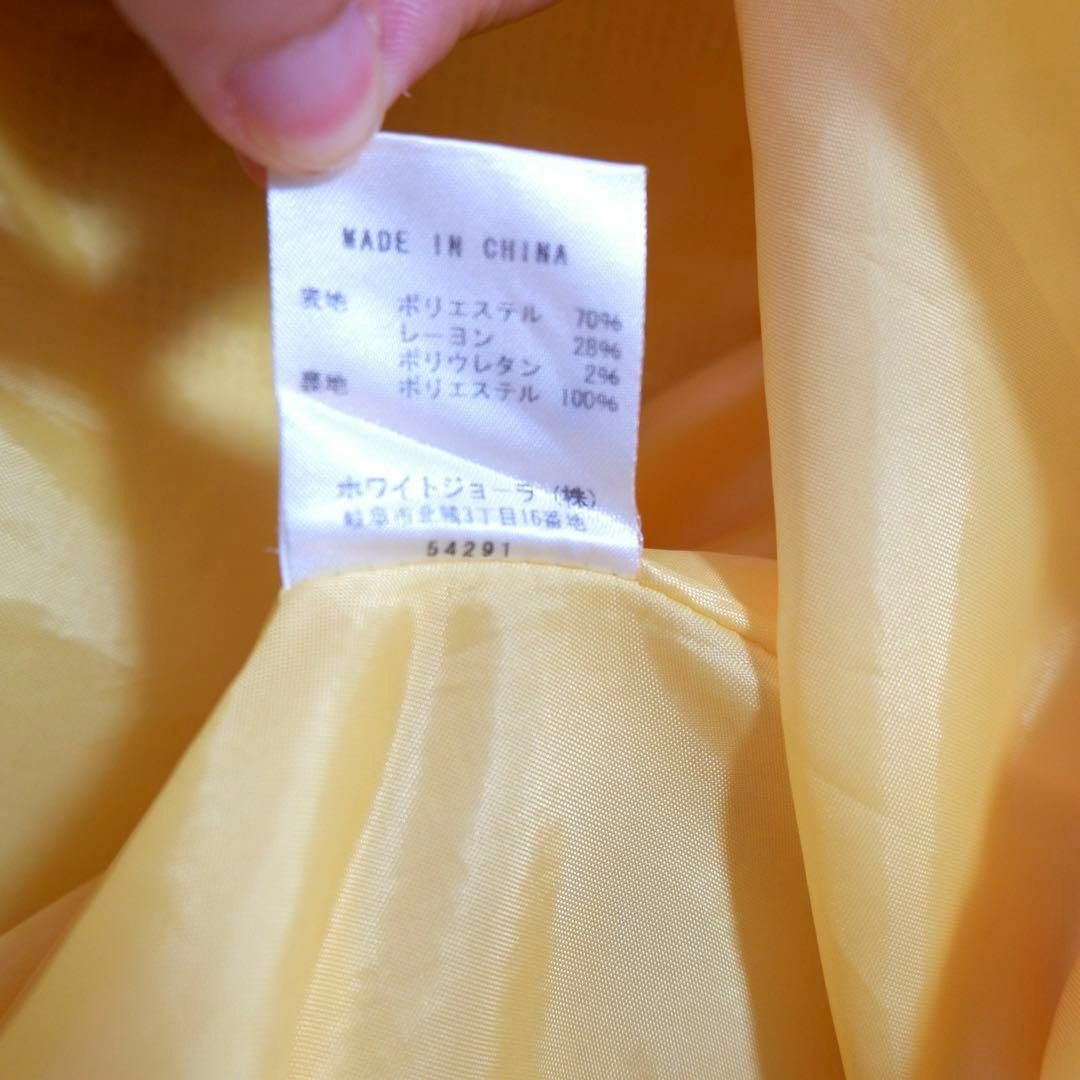 MADE IN CHINA
表地 ポリエステル 70%
レーヨン 28%
ポリウレタン 2%
裏地 ポリエステル 100%
ホワイトジョーラ(株)
岐阜市北城3丁目16番地
54291